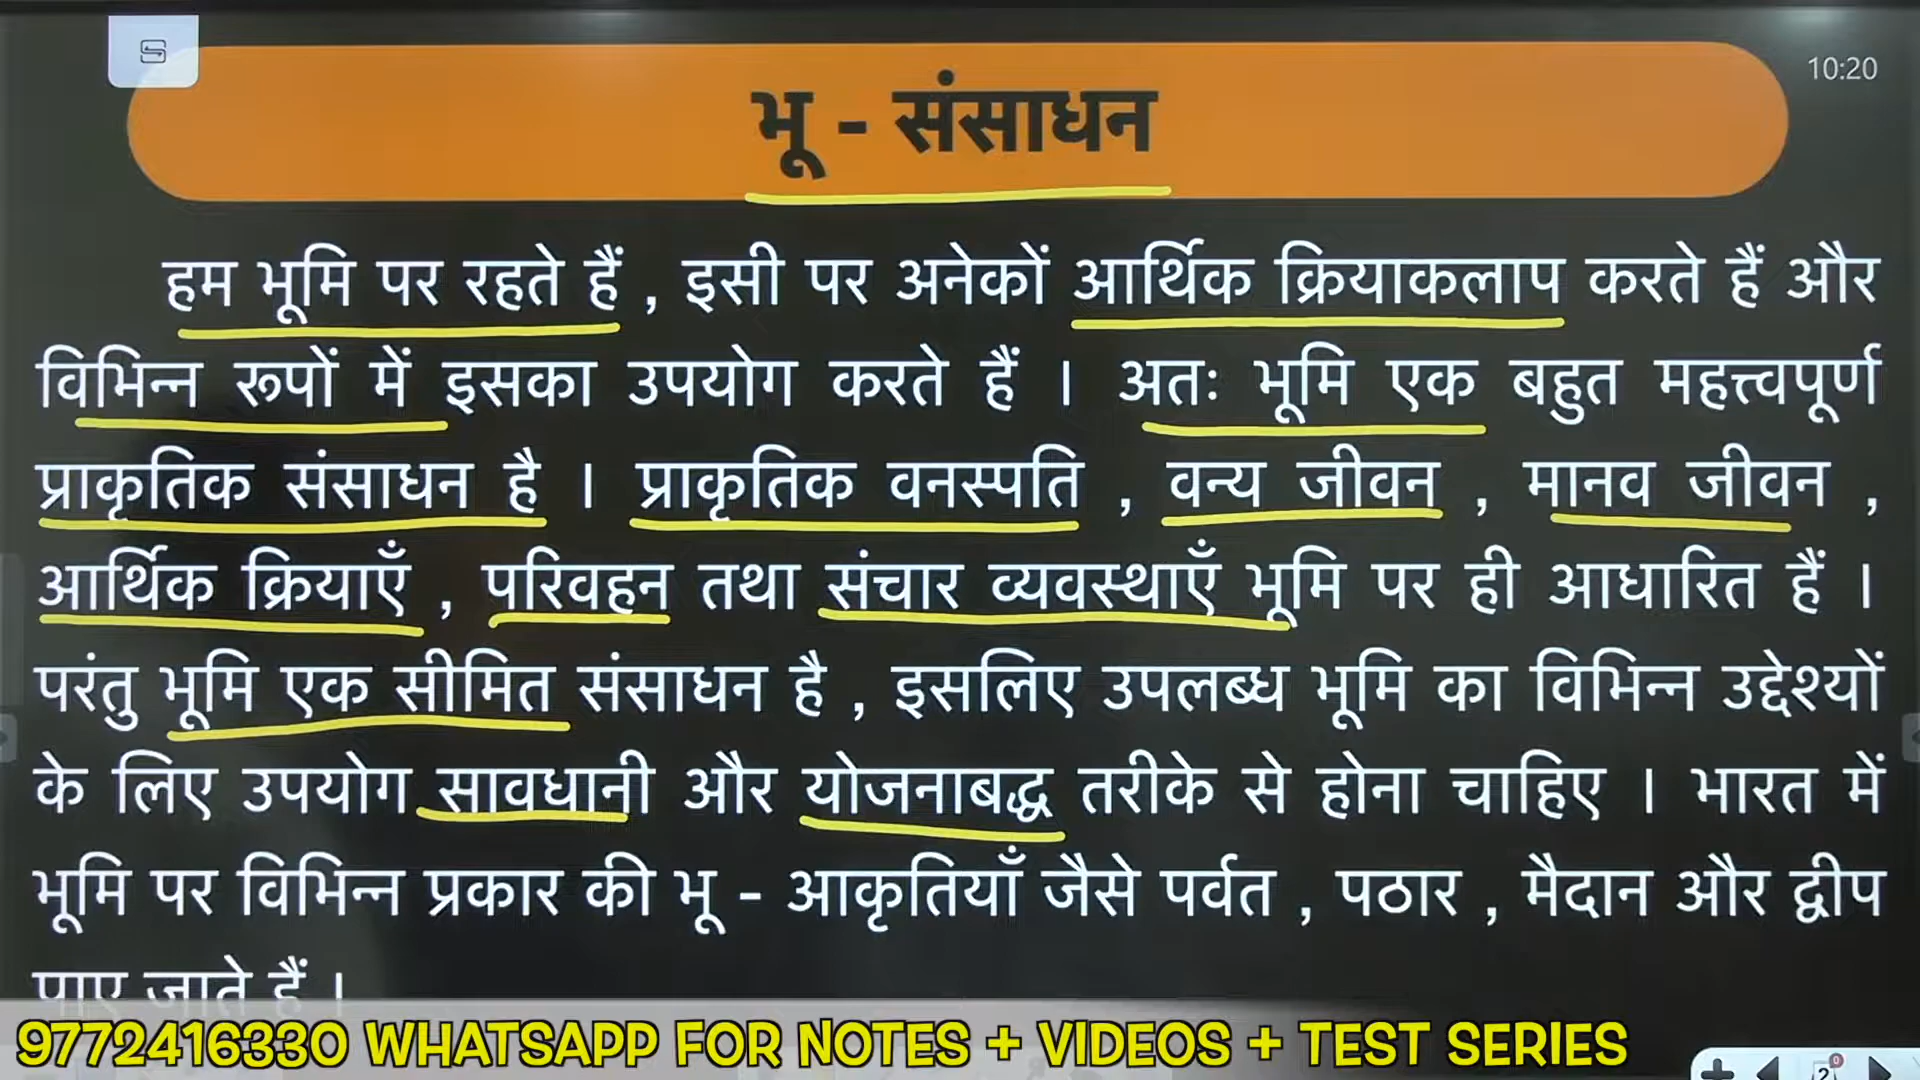 10:20
भू - संसाधन
हम भूमि पर रहते हैं , इसी पर अनेकों आर्थिक क्रियाकलाप करते हैं और
विभिन्न रूपों में इसका उपयोग करते हैं । अतः भूमि एक बहुत महत्त्वपूर्ण
प्राकृतिक संसाधन है । प्राकृतिक वनस्पति , वन्य जीवन , मानव जीवन ,
आर्थिक क्रियाएँ , परिवहन तथा संचार व्यवस्थाएँ भूमि पर ही आधारित हैं ।
परंतु भूमि एक सीमित संसाधन है , इसलिए उपलब्ध भूमि का विभिन्न उद्देश्यों
के लिए उपयोग सावधानी और योजनाबद्ध तरीके से होना चाहिए । भारत में
भूमि पर विभिन्न प्रकार की भू - आकृतियाँ जैसे पर्वत , पठार , मैदान और द्वीप
पाए जाते हैं ।
9772416330 WHATSAPP FOR NOTES + VIDEOS + TEST SERIES
2
0